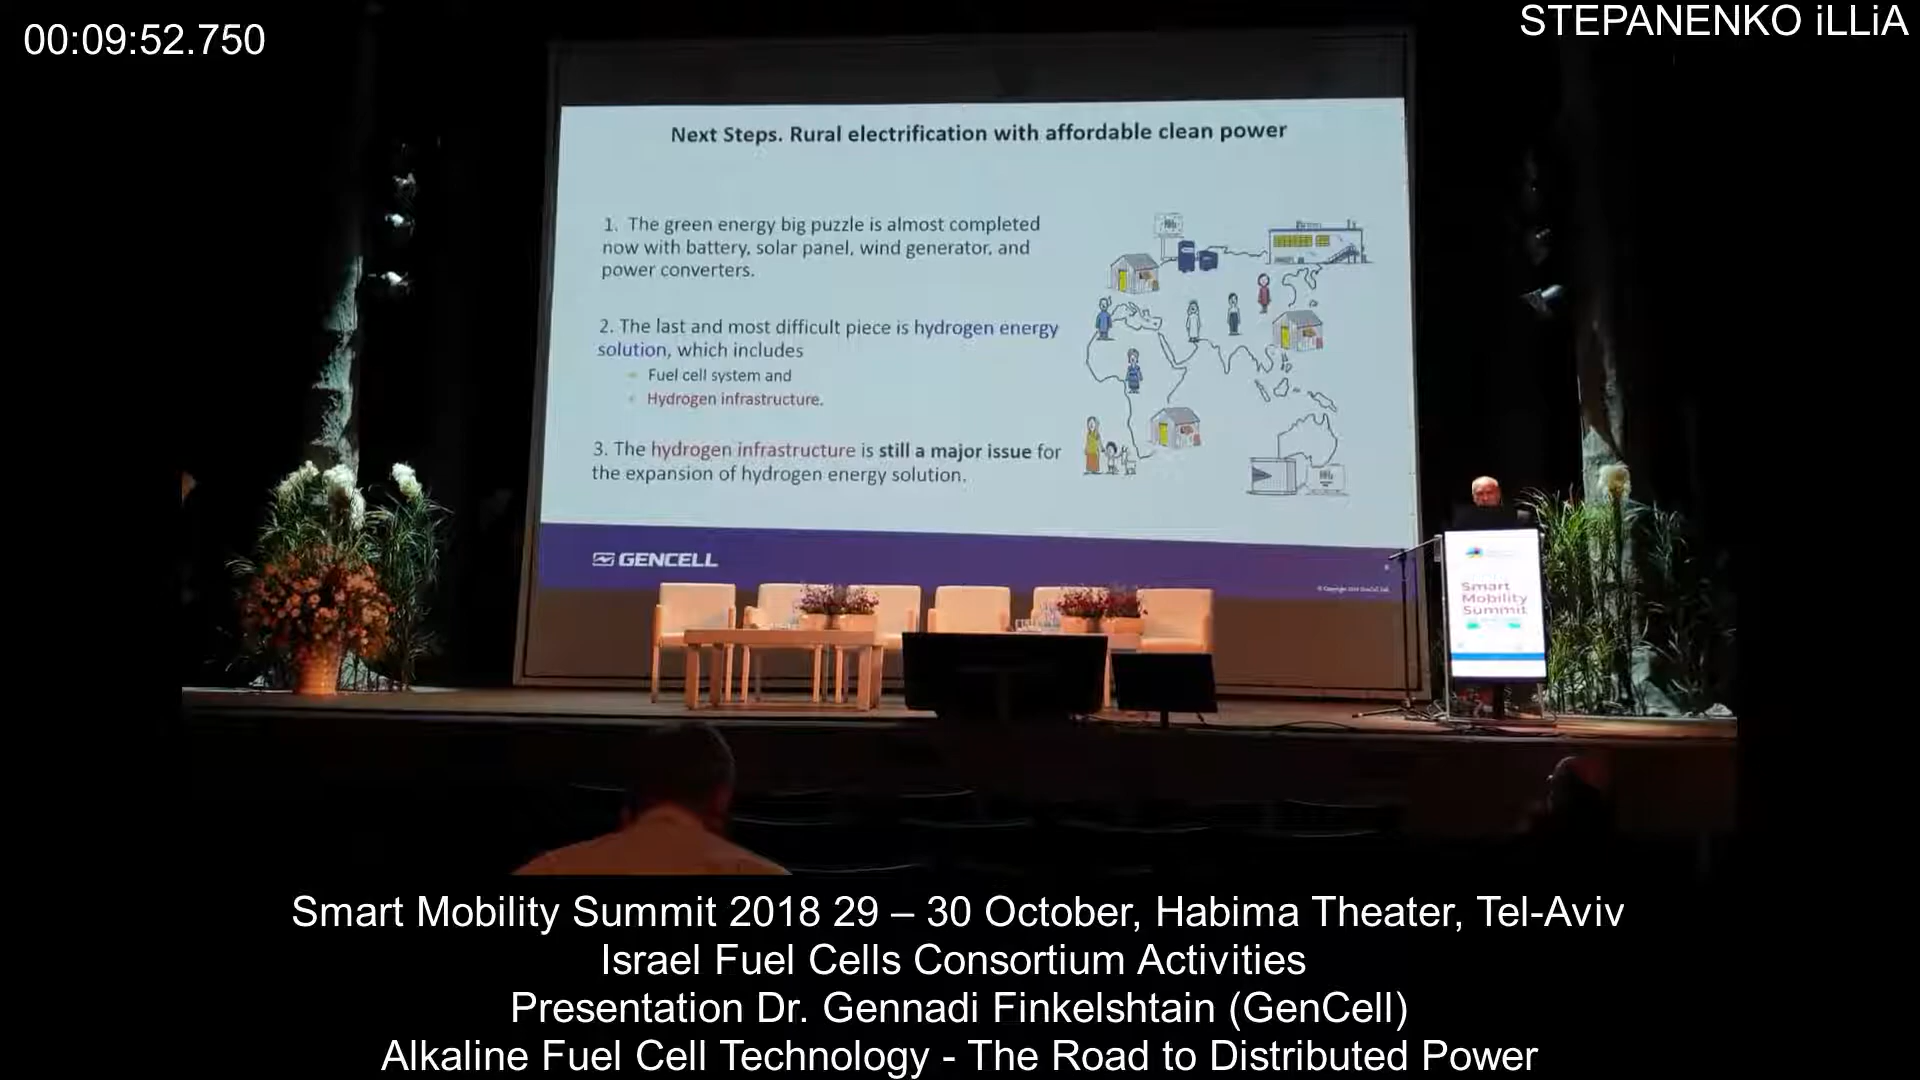 00:09:52.750
STEPANENKO iLLiA
Next Steps. Rural electrification with affordable clean power
1. The green energy big puzzle is almost completed
now with battery, solar panel, wind generator, and
power converters.
2. The last and most difficult piece is hydrogen energy
solution, which includes
Fuel cell system and
Hydrogen infrastructure.
3. The hydrogen infrastructure is still a major issue for
the expansion of hydrogen energy solution.
GENCELL
Smart
Mobility
Summit
Smart Mobility Summit 2018 29 – 30 October, Habima Theater, Tel-Aviv
Israel Fuel Cells Consortium Activities
Presentation Dr. Gennadi Finkelshtain (GenCell)
Alkaline Fuel Cell Technology - The Road to Distributed Power